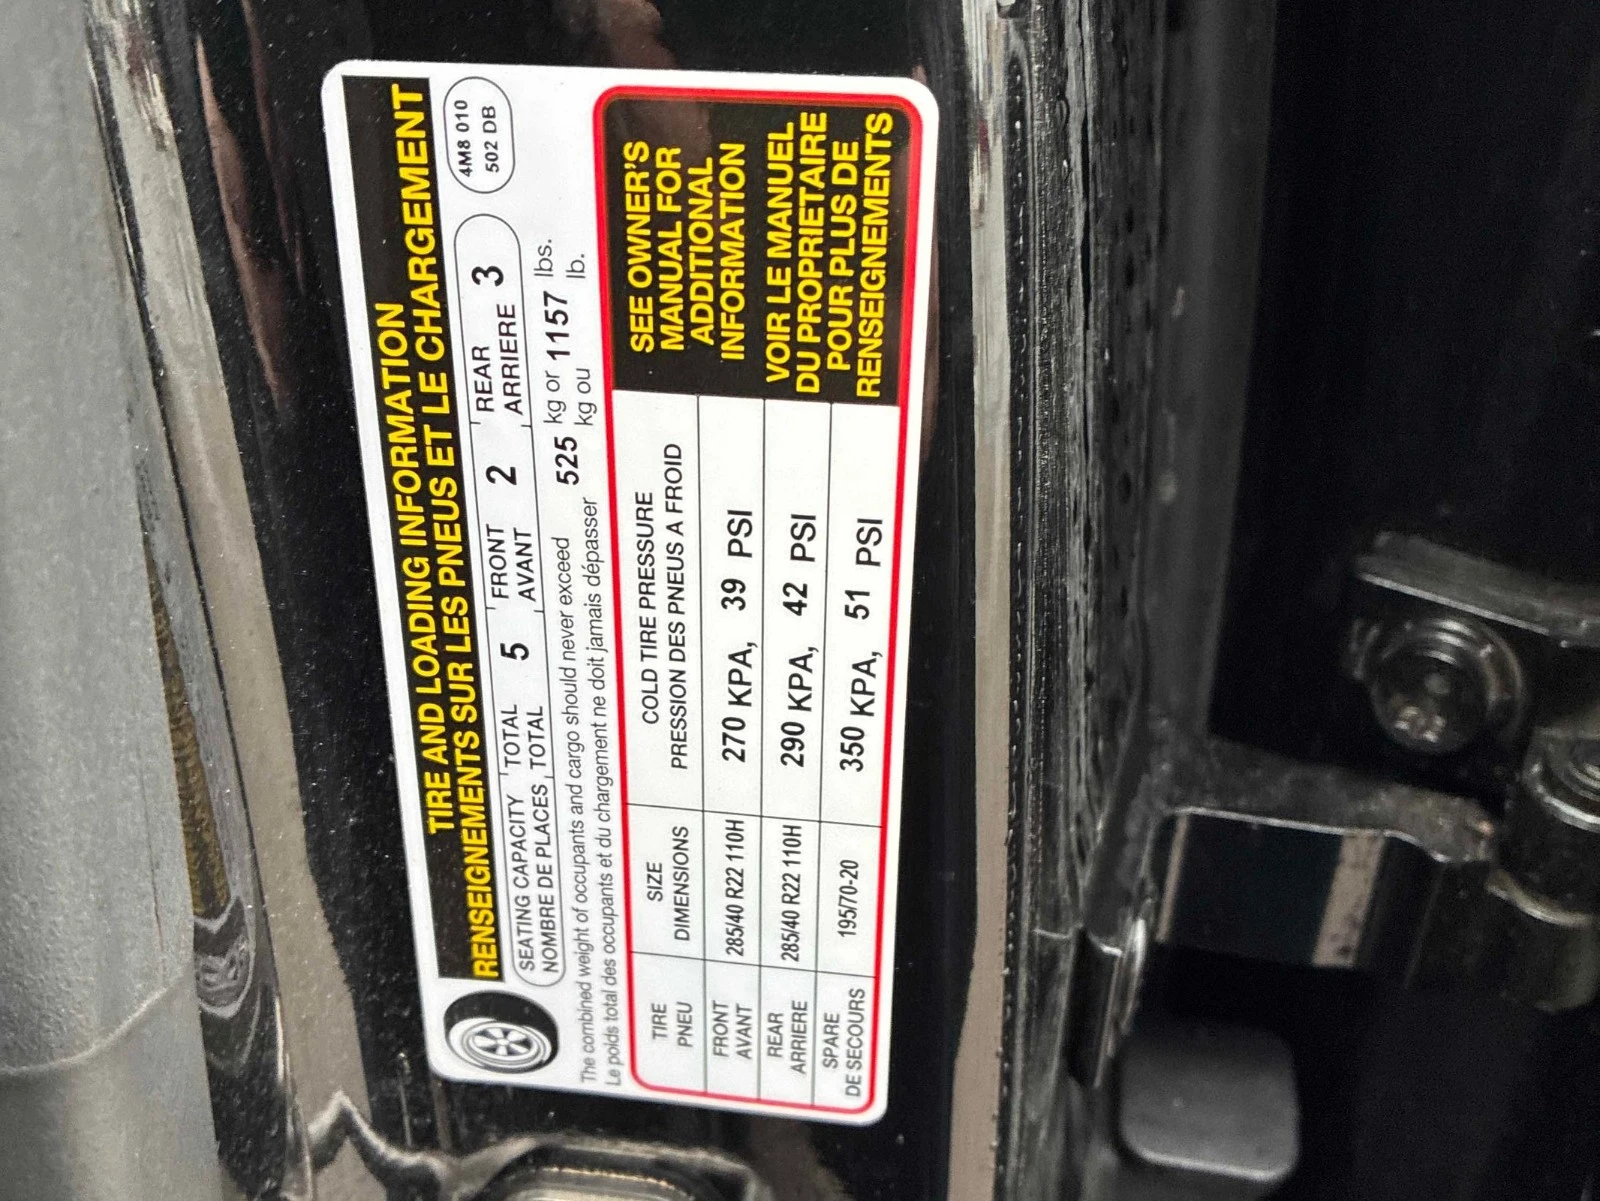 TIRE AND LOADING INFORMATION
RENSEIGNEMENTS SUR LES PNEUS ET LE CHARGEMENT
SEATING CAPACITY TOTAL 5 FRONT 2 REAR 3
NOMBRE DE PLACES TOTAL AVANT ARRIERE
4M8 010
502 DB
The combined weight of occupants and cargo should never exceed 525 kg or 1157 lbs.
Le poids total des occupants et du chargement ne doit jamais dépasser kg ou lb.
TIRE SIZE COLD TIRE PRESSURE
PNEU DIMENSIONS PRESSION DES PNEUS A FROID
FRONT
AVANT 285/40 R22 110H 270 KPA, 39 PSI
REAR
ARRIERE 285/40 R22 110H 290 KPA, 42 PSI
SPARE
DE SECOURS 195/70-20 350 KPA, 51 PSI
SEE OWNER'S
MANUAL FOR
ADDITIONAL
INFORMATION
VOIR LE MANUEL
DU PROPRIETAIRE
POUR PLUS DE
RENSEIGNEMENTS